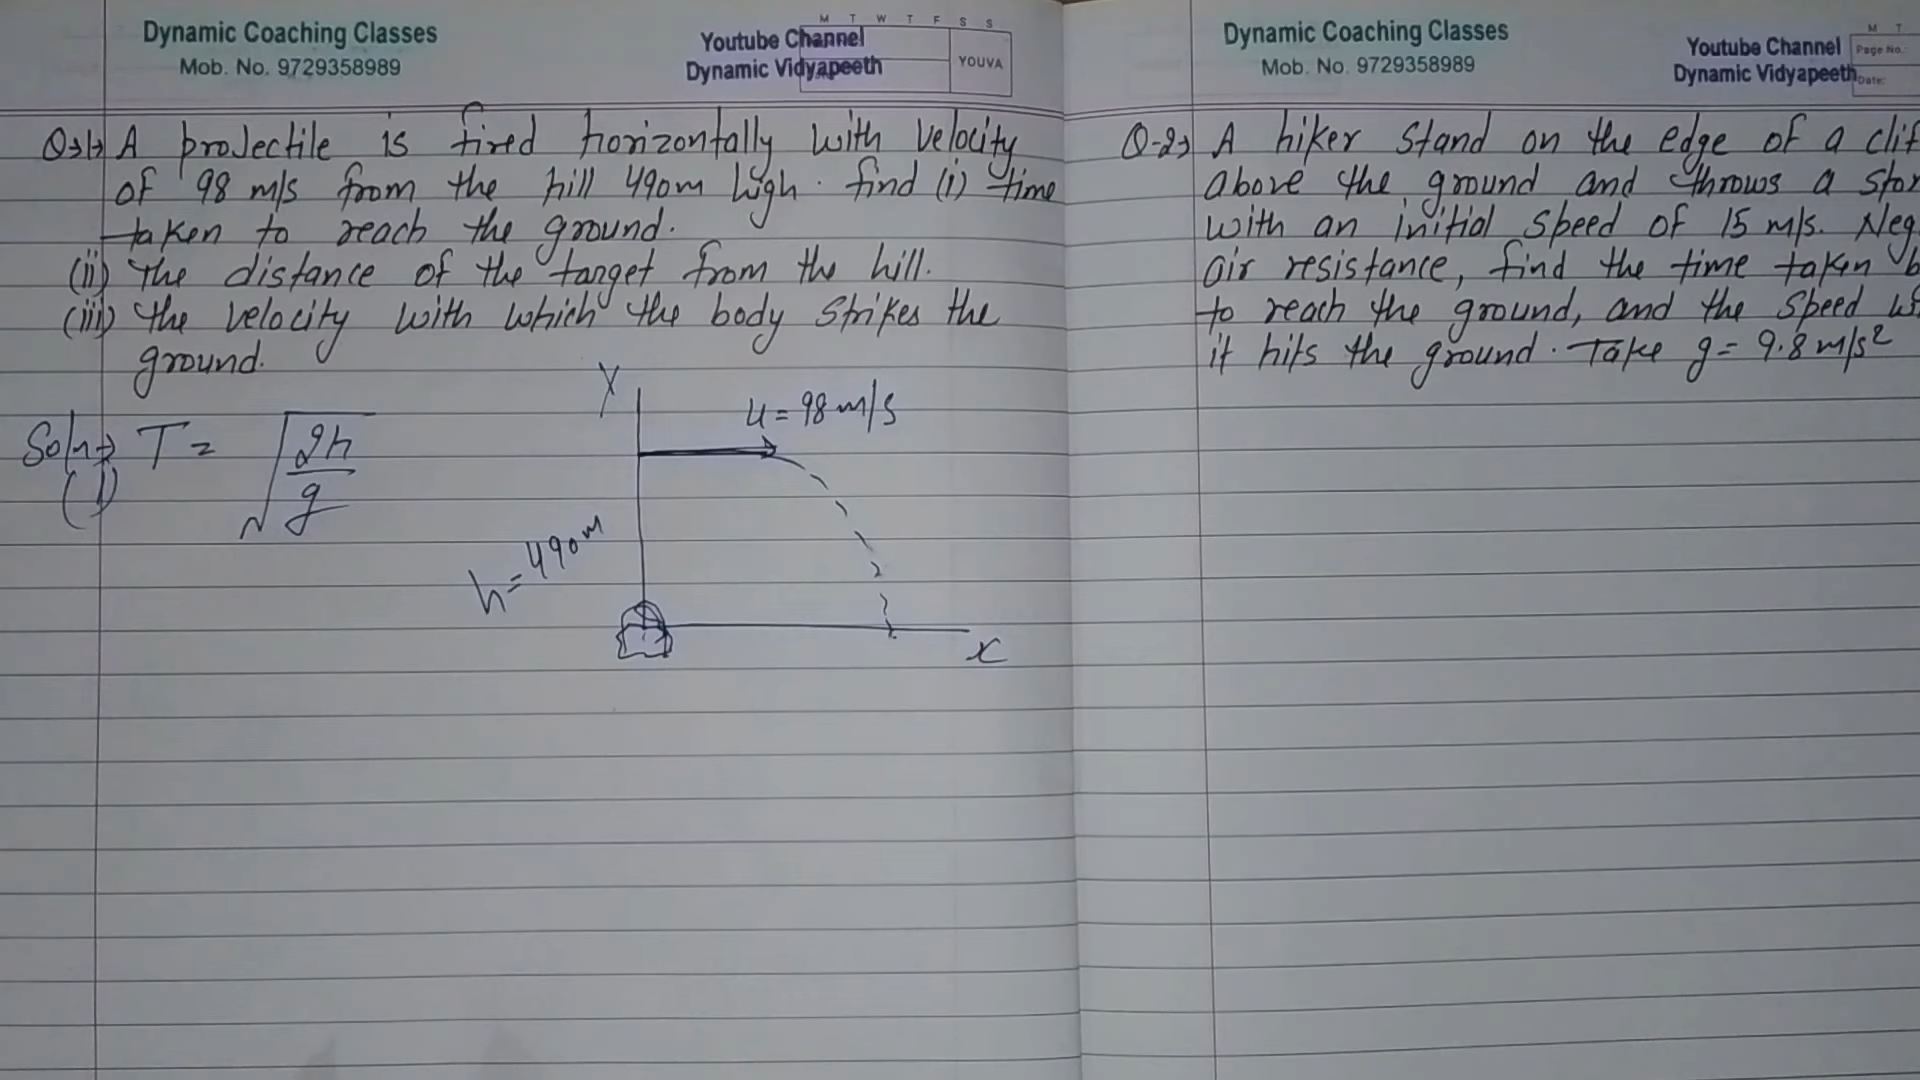 Dynamic Coaching Classes
Mob. No. 9729358989
M T W T F S S
Youtube Channel
Dynamic Vidyapeeth
YOUVA
Q→1→ A projectile is fired horizontally with velocity
of 98 m/s from the hill 490m high. find (i) time
taken to reach the ground.
(ii) The distance of the target from the hill.
(iii) the velocity with which the body strikes the
ground.
Soln→ T = √2h/g
(1)
Y
u = 98 m/s
h = 490m
x
Dynamic Coaching Classes
Mob. No. 9729358989
M T
Youtube Channel
Dynamic Vidyapeeth
Page No.:
Date:
Q-2→ A hiker stand on the edge of a clif
above the ground and throws a
with an initial speed of 15 m/s. Neg
air resistance, find the time taken b
to reach the ground, and the speed
it hits the ground. Take g = 9.8 m/s²